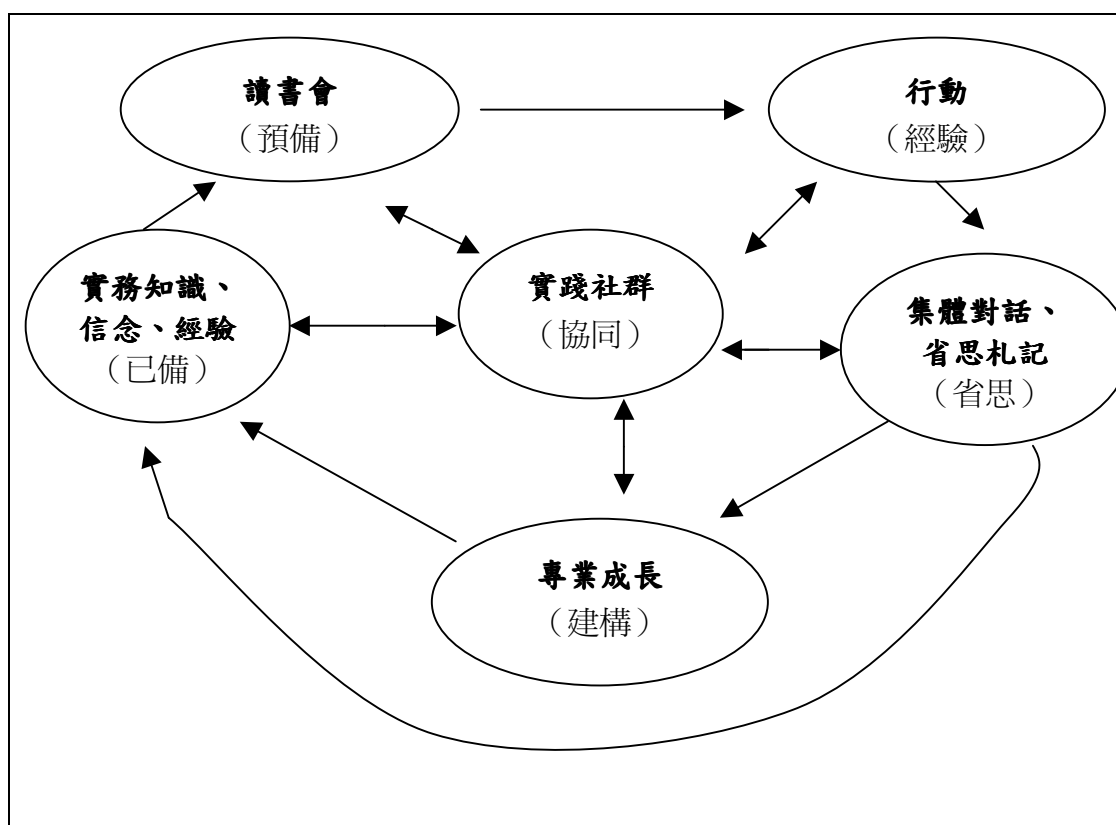 讀書會
（預備）
行動
（經驗）
實務知識、
信念、經驗
（已備）
實踐社群
（協同）
集體對話、
省思札記
（省思）
專業成長
（建構）